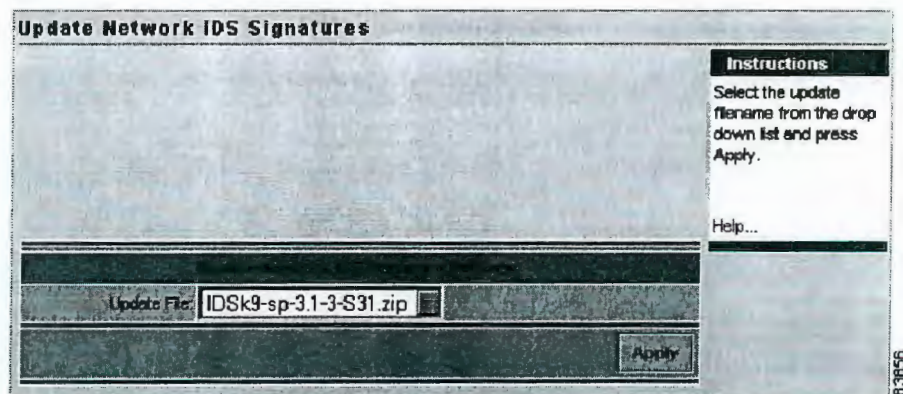 Update Network IDS Signatures
Instructions
Select the update
filename from the drop
down list and press
Apply.
Help...
Update File: IDSk9-sp-3.1-3-S31.zip
Apply
83856